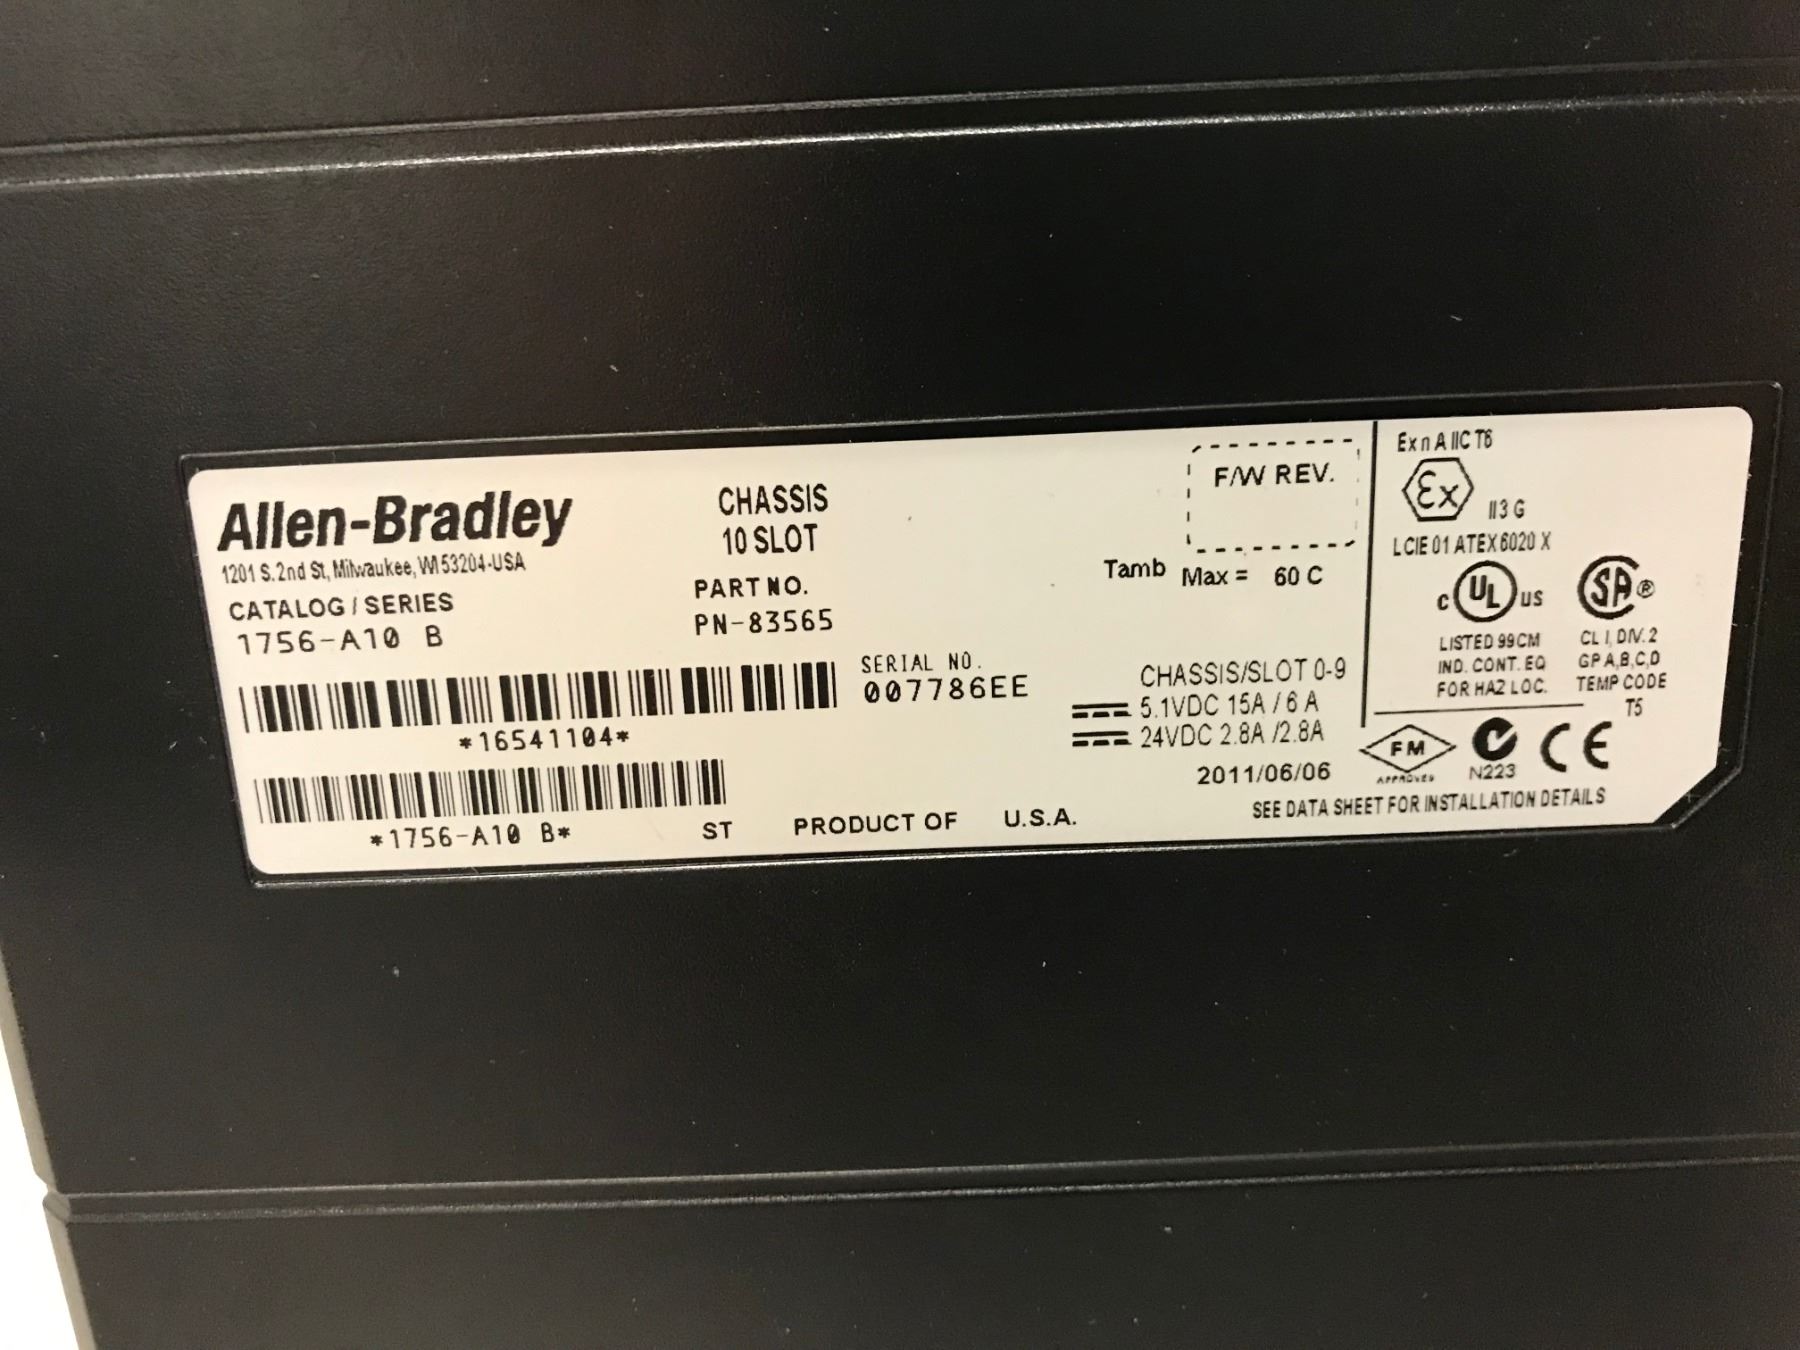 Allen-Bradley
1201 S. 2nd St, Milwaukee, WI 53204-USA
CATALOG / SERIES
1756-A10 B
CHASSIS
10 SLOT
PART NO.
PN-83565
SERIAL NO.
007786EE
*16541104*
*1756-A10 B*
ST
PRODUCT OF U.S.A.
F/W REV.
Tamb Max = 60 C
CHASSIS/SLOT 0-9
5.1VDC 15A / 6 A
24VDC 2.8A /2.8A
2011/06/06
SEE DATA SHEET FOR INSTALLATION DETAILS
Ex n A IIC T6
Ex
II 3 G
LCIE 01 ATEX 6020 X
c UL US
LISTED 99CM
IND. CONT. EQ
FOR HAZ LOC.
SA ®
CL I, DIV. 2
GP A,B,C,D
TEMP CODE
T5
FM
APPROVED
N223
CE